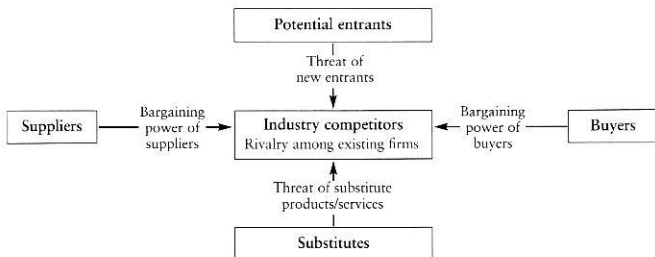 Potential entrants
Threat of
new entrants
Suppliers
Bargaining
power of
suppliers
Industry competitors
Rivalry among existing firms
Bargaining
power of
buyers
Buyers
Threat of substitute
products/services
Substitutes